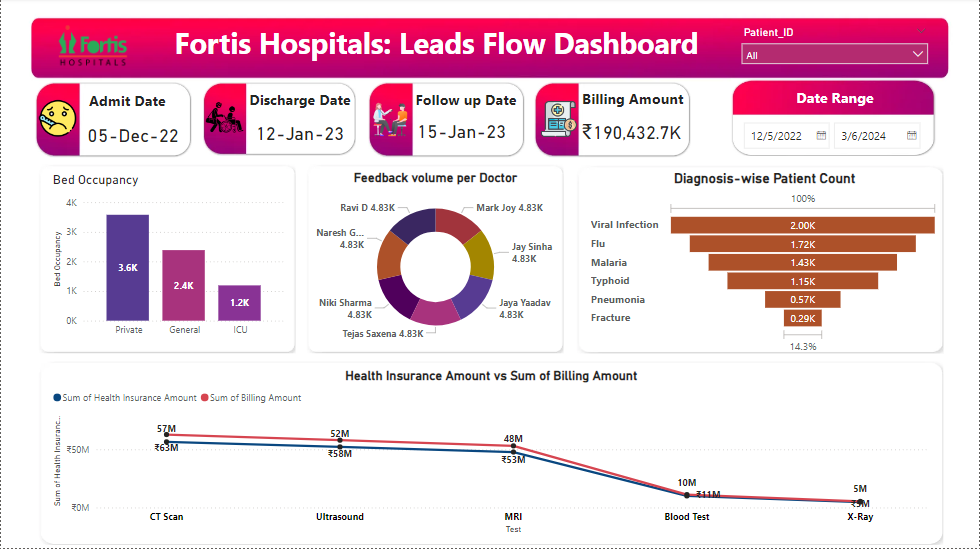 Fortis
HOSPITALS
Fortis Hospitals: Leads Flow Dashboard
Patient_ID
All
Admit Date
05-Dec-22
Discharge Date
12-Jan-23
Follow up Date
15-Jan-23
Billing Amount
₹190,432.7K
Date Range
12/5/2022
3/6/2024
Bed Occupancy
4K
3K
2K
1K
0K
Bed Occupancy
3.6K
2.4K
1.2K
Private
General
ICU
Feedback volume per Doctor
Ravi D 4.83K
Mark Joy 4.83K
Naresh G...
4.83K
Jay Sinha
4.83K
Niki Sharma
4.83K
Jaya Yaadav
4.83K
Tejas Saxena 4.83K
Diagnosis-wise Patient Count
100%
Viral Infection 2.00K
Flu 1.72K
Malaria 1.43K
Typhoid 1.15K
Pneumonia 0.57K
Fracture 0.29K
14.3%
Health Insurance Amount vs Sum of Billing Amount
Sum of Health Insurance Amount
Sum of Billing Amount
Sum of Health Insuranc...
₹50M
₹0M
57M
₹63M
52M
₹58M
48M
₹53M
10M
₹11M
5M
₹5M
CT Scan
Ultrasound
MRI
Blood Test
X-Ray
Test